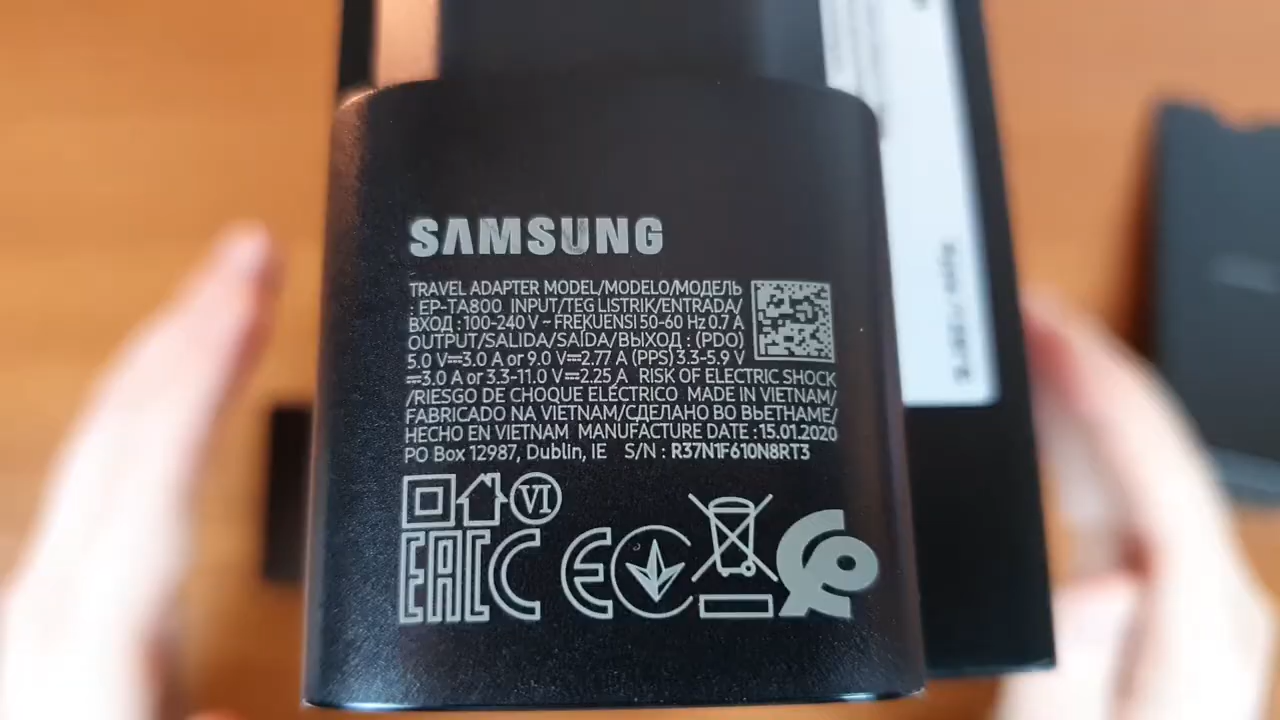 SAMSUNG
TRAVEL ADAPTER MODEL/MODELO/МОДЕЛЬ
: EP-TA800 INPUT/TEG LISTRIK/ENTRADA/
ВХОД : 100-240 V ~ FREKUENSI 50-60 Hz 0.7 A
OUTPUT/SALIDA/SAÍDA/ВЫХОД : (PDO)
5.0 V⎓3.0 A or 9.0 V⎓2.77 A (PPS) 3.3-5.9 V
⎓3.0 A or 3.3-11.0 V⎓2.25 A RISK OF ELECTRIC SHOCK
/RIESGO DE CHOQUE ELÉCTRICO MADE IN VIETNAM/
FABRICADO NA VIETNAM/СДЕЛАНО ВО ВЬЕТНАМЕ/
HECHO EN VIETNAM MANUFACTURE DATE : 15.01.2020
PO Box 12987, Dublin, IE S/N : R37N1F610N8RT3
VI
EAC CE